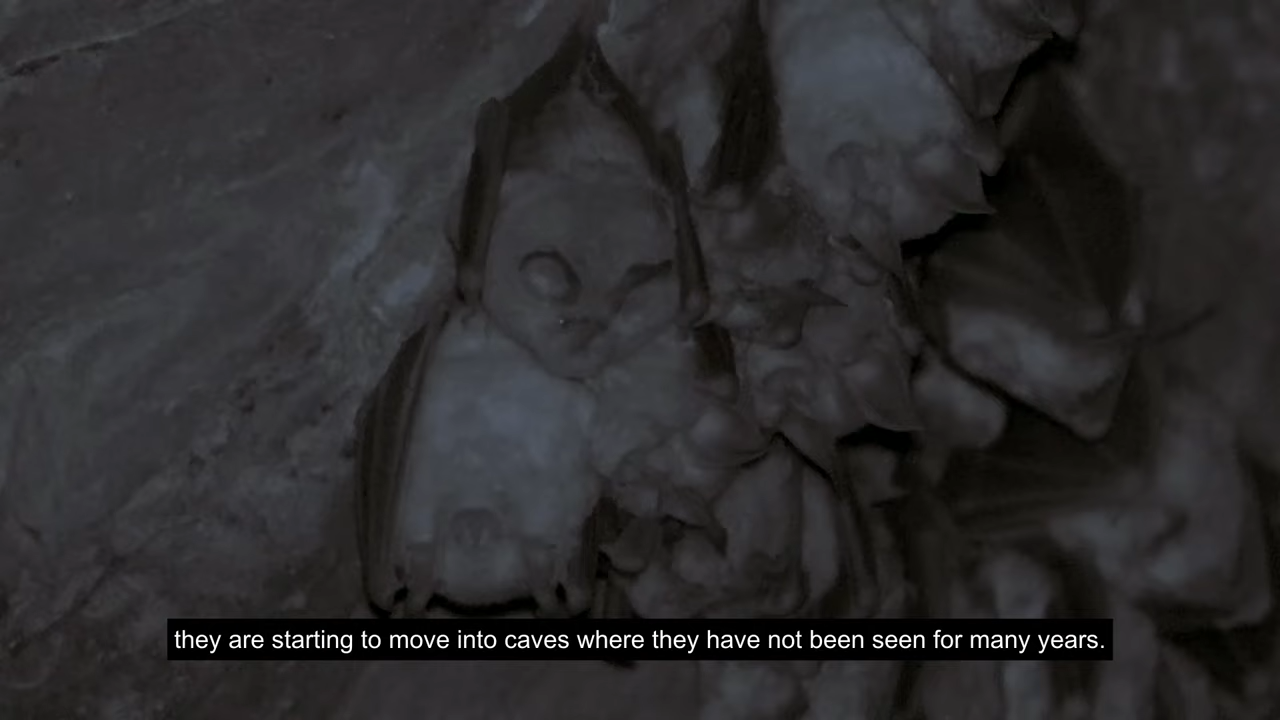 they are starting to move into caves where they have not been seen for many years.